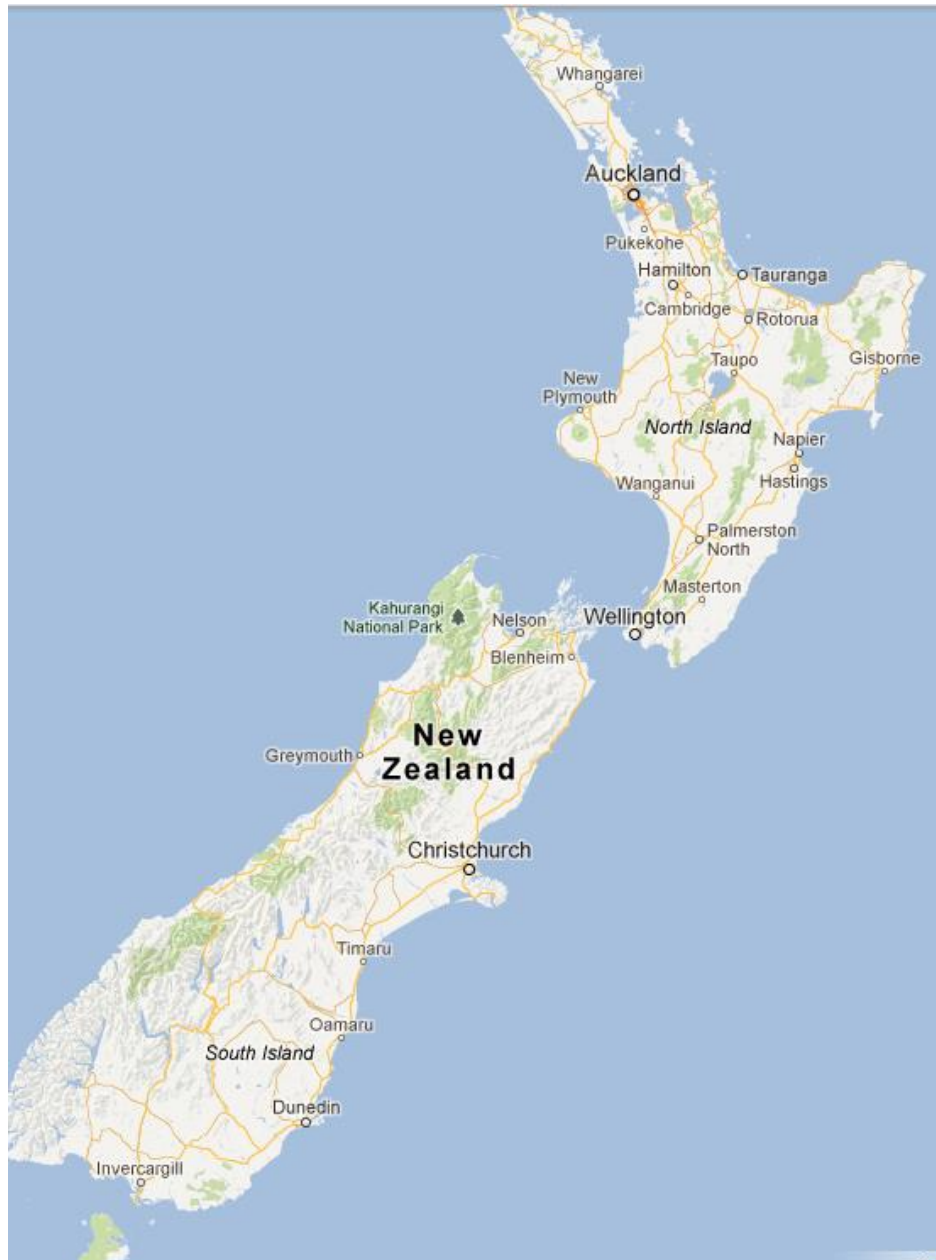 Whangarei
Auckland
Pukekohe
Hamilton
Tauranga
Cambridge
Rotorua
Taupo
Gisborne
New
Plymouth
North Island
Napier
Wanganui
Hastings
Palmerston
North
Masterton
Kahurangi
National Park
Nelson
Wellington
Blenheim
New
Zealand
Greymouth
Christchurch
Timaru
Oamaru
South Island
Dunedin
Invercargill